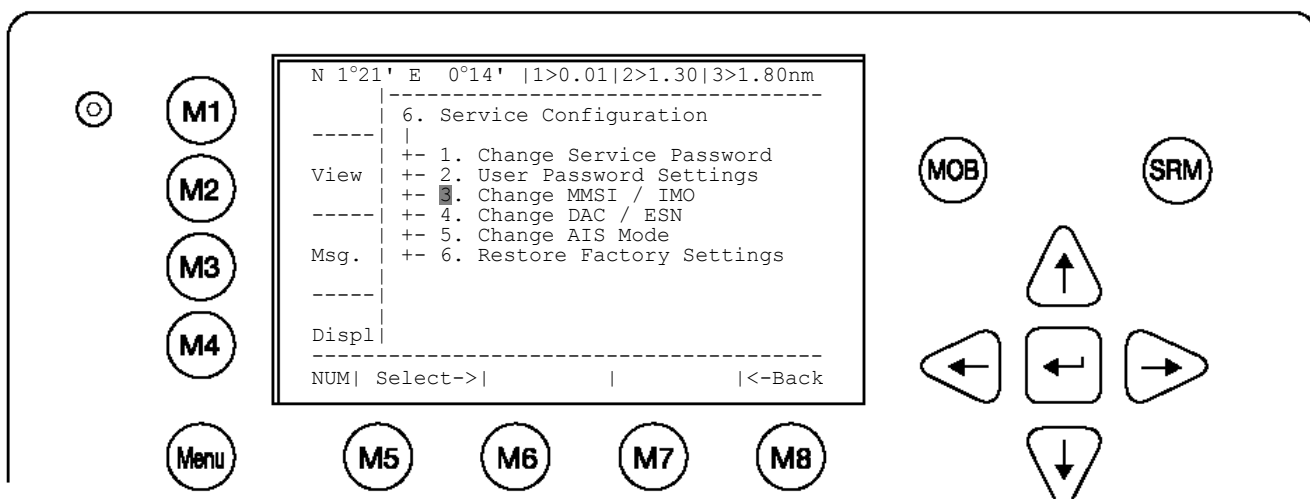 N 1°21' E  0°14' |1>0.01|2>1.30|3>1.80nm
|----------------------------------
| 6. Service Configuration
-----| |
| +- 1. Change Service Password
View | +- 2. User Password Settings
| +- 3. Change MMSI / IMO
-----| +- 4. Change DAC / ESN
| +- 5. Change AIS Mode
Msg. | +- 6. Restore Factory Settings
|
-----|
|
Displ|
----------------------------------------
NUM| Select->|         |         |<-Back
M1
M2
M3
M4
Menu
M5 M6 M7 M8
MOB SRM